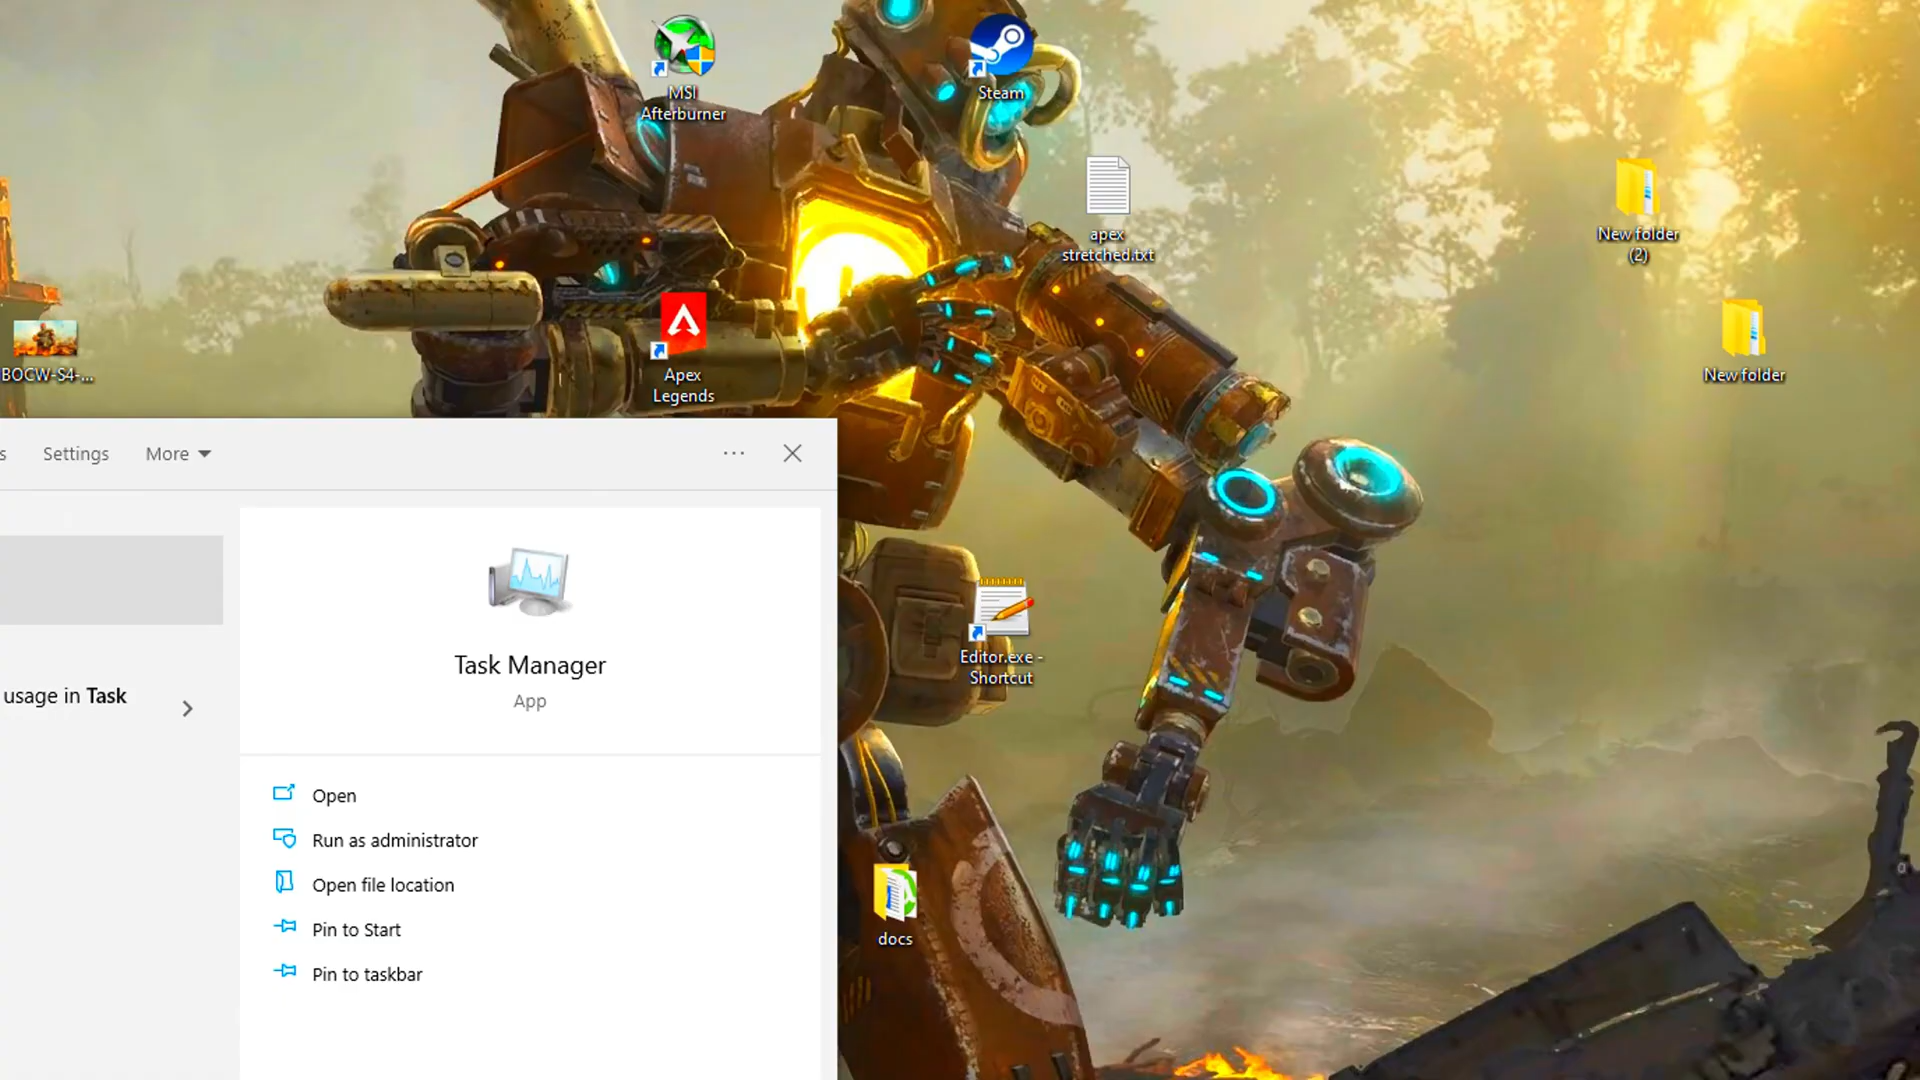 MSI
Afterburner
Steam
apex
stretched.txt
New folder
(2)
BOCW-S4-...
Apex
Legends
New folder
s
Settings
More
Task Manager
App
Editor.exe -
Shortcut
usage in Task
Open
Run as administrator
Open file location
Pin to Start
Pin to taskbar
docs